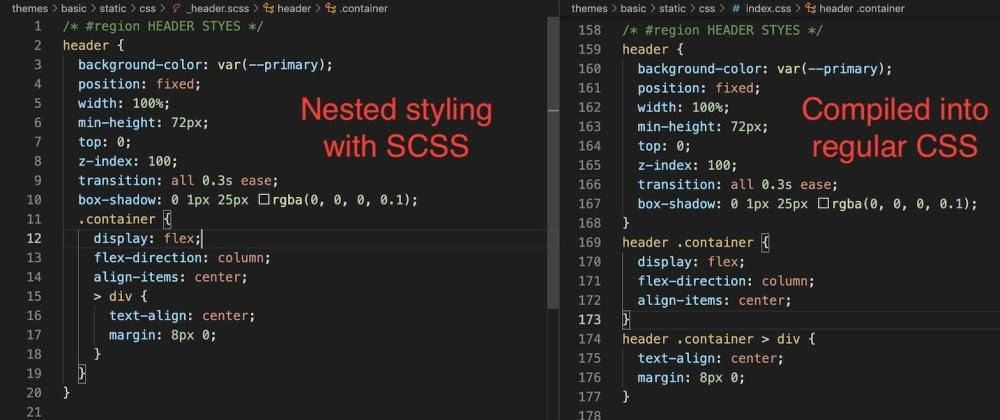 themes › basic › static › css › _header.scss › header › .container
1 /* #region HEADER STYES */
2 header {
3 background-color: var(--primary);
4 position: fixed;
5 width: 100%;
6 min-height: 72px;
7 top: 0;
8 z-index: 100;
9 transition: all 0.3s ease;
10 box-shadow: 0 1px 25px rgba(0, 0, 0, 0.1);
11 .container {
12 display: flex;
13 flex-direction: column;
14 align-items: center;
15 > div {
16 text-align: center;
17 margin: 8px 0;
18 }
19 }
20 }
21
Nested styling
with SCSS
themes › basic › static › css › # index.css › header .container
158 /* #region HEADER STYES */
159 header {
160 background-color: var(--primary);
161 position: fixed;
162 width: 100%;
163 min-height: 72px;
164 top: 0;
165 z-index: 100;
166 transition: all 0.3s ease;
167 box-shadow: 0 1px 25px rgba(0, 0, 0, 0.1);
168 }
169 header .container {
170 display: flex;
171 flex-direction: column;
172 align-items: center;
173 }
174 header .container > div {
175 text-align: center;
176 margin: 8px 0;
177 }
178
Compiled into
regular CSS